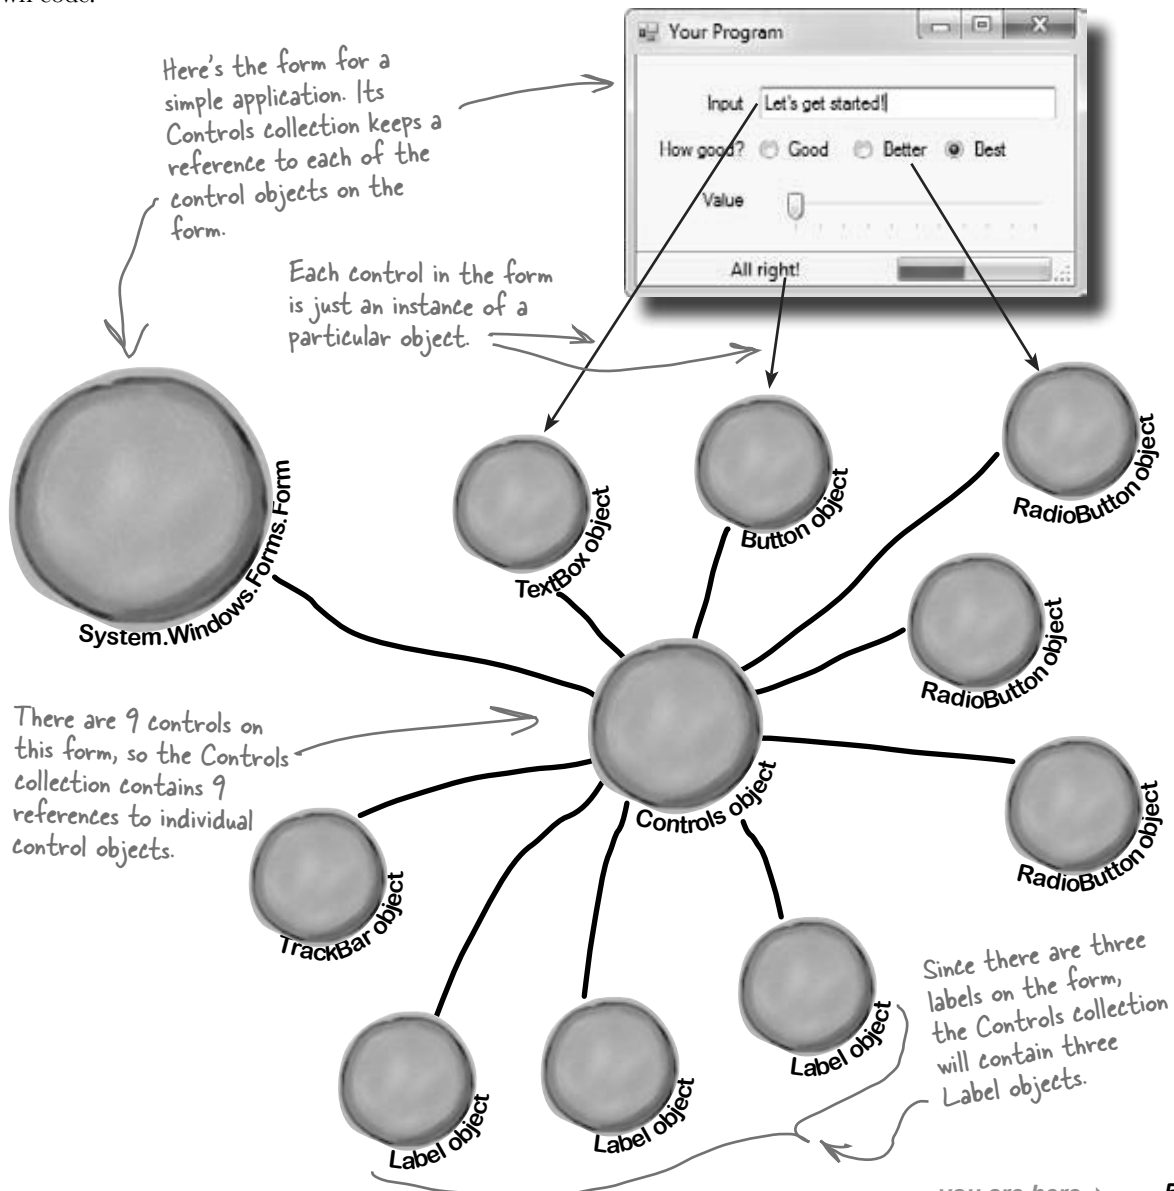 wn code.
Here's the form for a
simple application. Its
Controls collection keeps a
reference to each of the
control objects on the
form.
Your Program
Input Let's get started!
How good? Good Better Best
Value
All right!
Each control in the form
is just an instance of a
particular object.
System.Windows.Forms.Form
TextBox object
Button object
RadioButton object
RadioButton object
There are 9 controls on
this form, so the Controls
collection contains 9
references to individual
control objects.
Controls object
RadioButton object
TrackBar object
Label object
Label object
Label object
Since there are three
labels on the form,
the Controls collection
will contain three
Label objects.
you are here